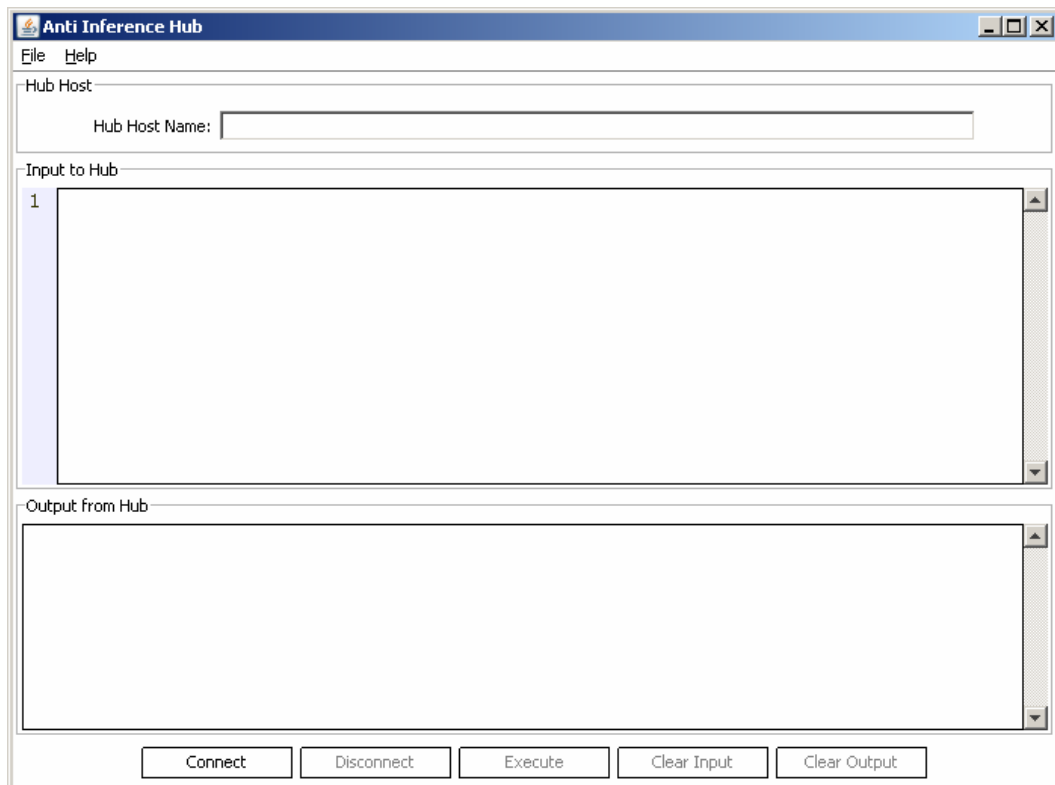 Anti Inference Hub
File Help
Hub Host
Hub Host Name:
Input to Hub
1
Output from Hub
Connect Disconnect Execute Clear Input Clear Output